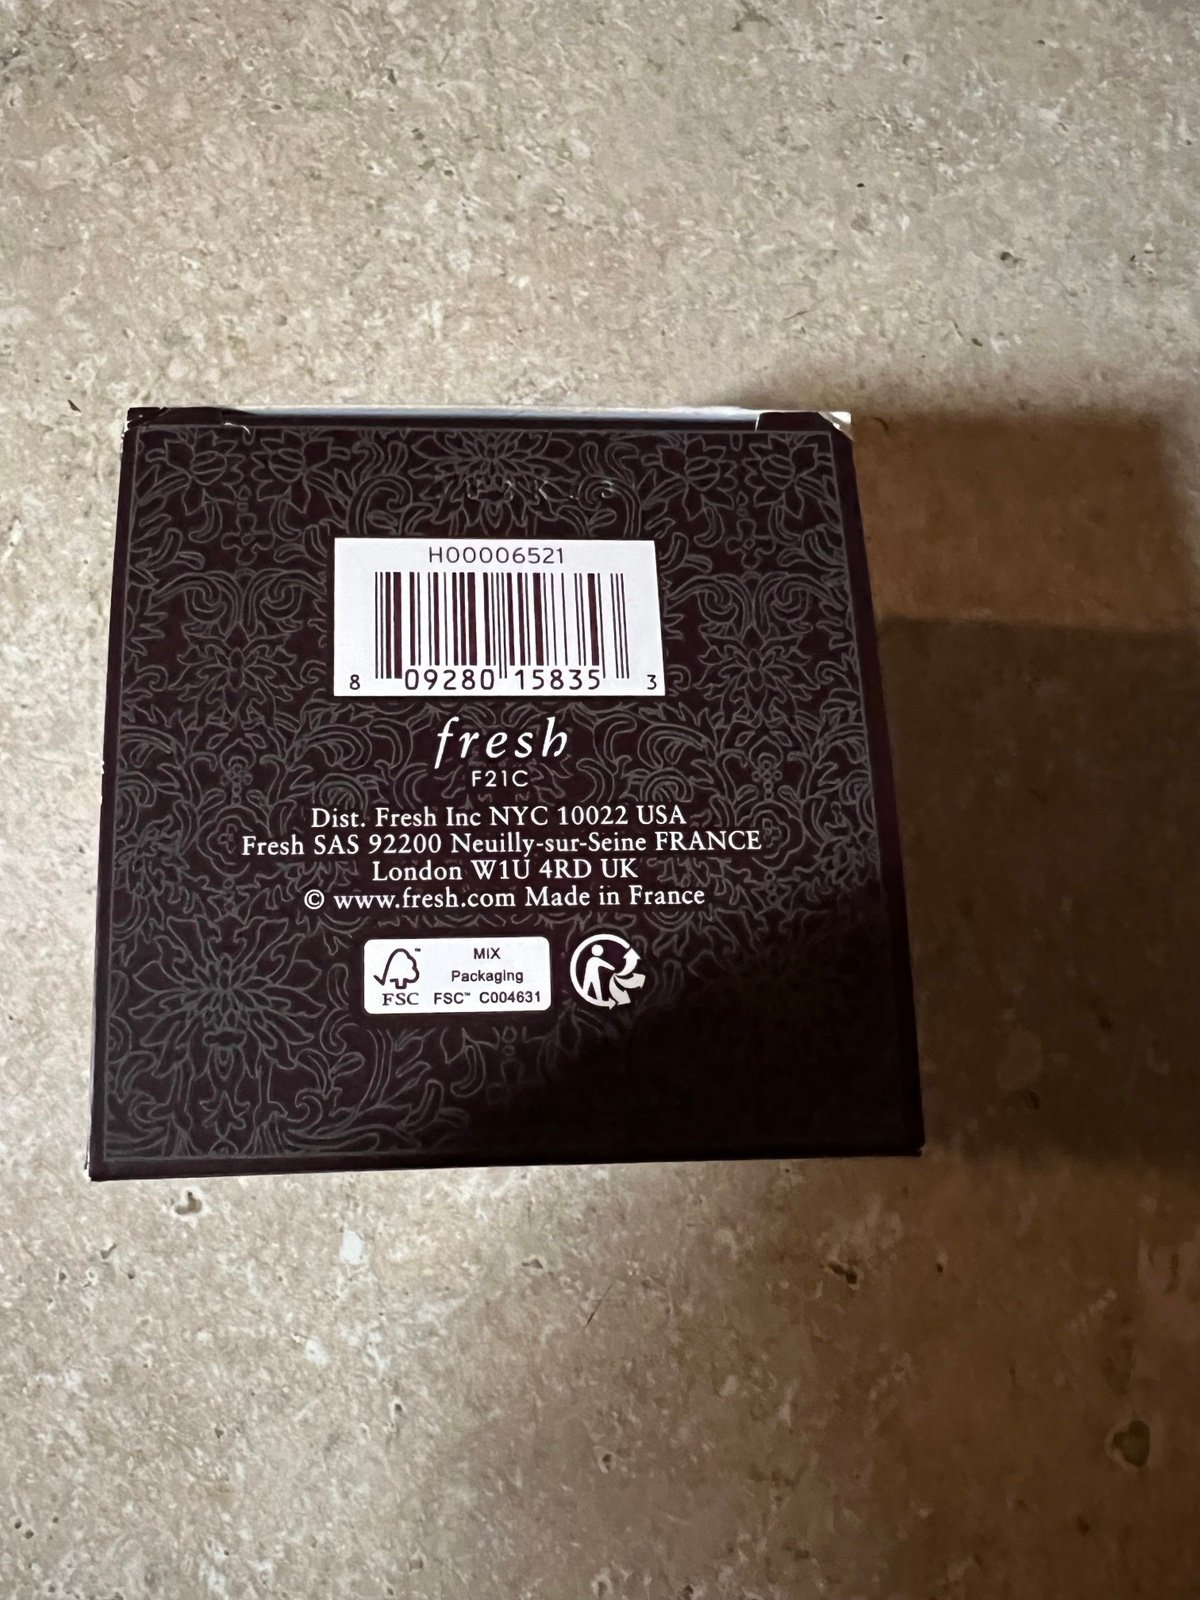 H00006521
8 09280 15835 3
fresh
F21C
Dist. Fresh Inc NYC 10022 USA
Fresh SAS 92200 Neuilly-sur-Seine FRANCE
London W1U 4RD UK
© www.fresh.com Made in France
MIX
Packaging
FSC FSC™ C004631